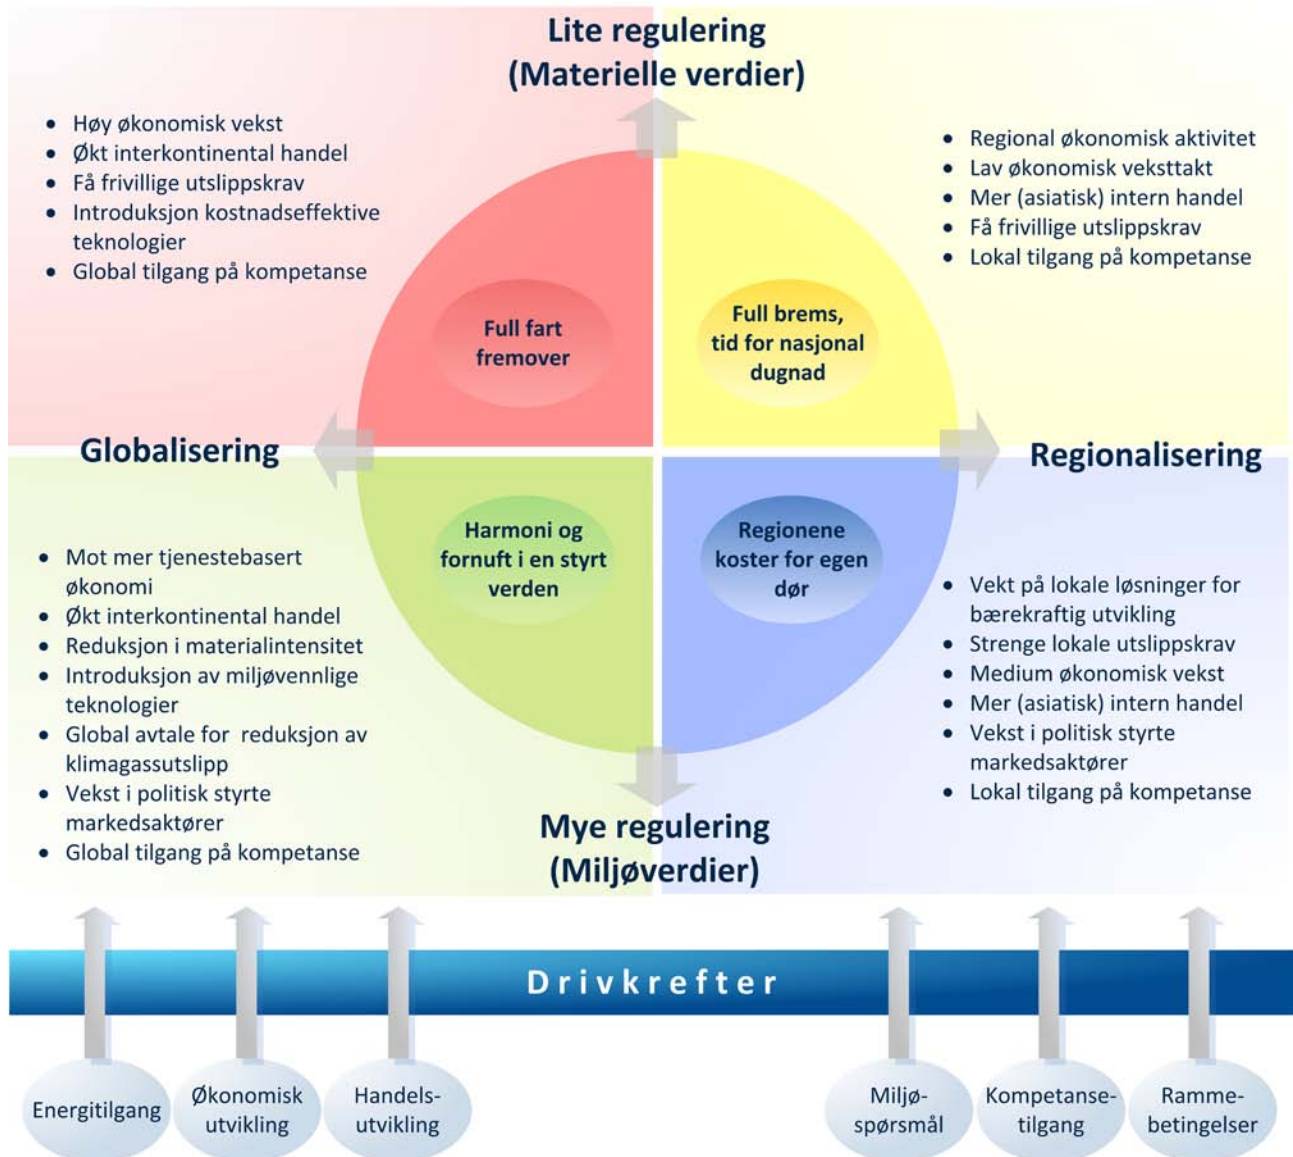 Lite regulering
(Materielle verdier)
• Høy økonomisk vekst
• Økt interkontinental handel
• Få frivillige utslippskrav
• Introduksjon kostnadseffektive
teknologier
• Global tilgang på kompetanse
• Regional økonomisk aktivitet
• Lav økonomisk veksttakt
• Mer (asiatisk) intern handel
• Få frivillige utslippskrav
• Lokal tilgang på kompetanse
Full fart
fremover
Full brems,
tid for nasjonal
dugnad
Globalisering
Regionalisering
Harmoni og
fornuft i en styrt
verden
Regionene
koster for egen
dør
• Mot mer tjenestebasert
økonomi
• Økt interkontinental handel
• Reduksjon i materialintensitet
• Introduksjon av miljøvennlige
teknologier
• Global avtale for reduksjon av
klimagassutslipp
• Vekst i politisk styrte
markedsaktører
• Global tilgang på kompetanse
• Vekt på lokale løsninger for
bærekraftig utvikling
• Strenge lokale utslippskrav
• Medium økonomisk vekst
• Mer (asiatisk) intern handel
• Vekst i politisk styrte
markedsaktører
• Lokal tilgang på kompetanse
Mye regulering
(Miljøverdier)
Drivkrefter
Energitilgang
Økonomisk
utvikling
Handels-
utvikling
Miljø-
spørsmål
Kompetanse-
tilgang
Ramme-
betingelser